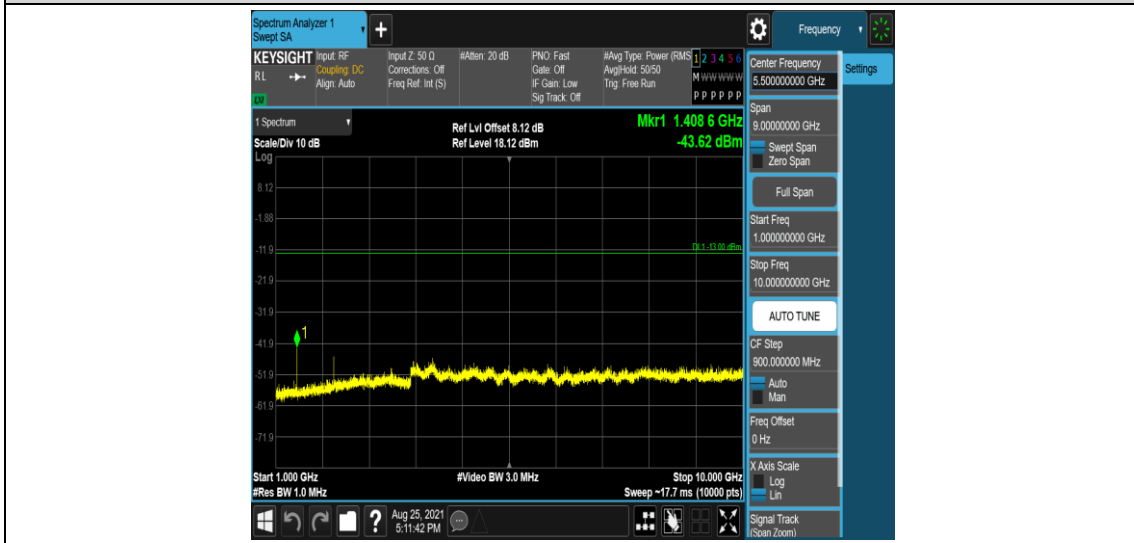 Spectrum Analyzer 1
Swept SA
Frequency
KEYSIGHT
RL
Input: RF
Coupling: DC
Align: Auto
Input Z: 50 Ω
Corrections: Off
Freq Ref: Int (S)
#Atten: 20 dB
PNO: Fast
Gate: Off
IF Gain: Low
Sig Track: Off
#Avg Type: Power (RMS
Avg|Hold: 50/50
Trig: Free Run
1 2 3 4 5 6
M W W W W W
P P P P P P
1 Spectrum
Scale/Div 10 dB
Log
Ref Lvl Offset 8.12 dB
Ref Level 18.12 dBm
Mkr1 1.408 6 GHz
-43.62 dBm
8.12
-1.88
-11.9
DL1 -13.00 dBm
-21.9
-31.9
1
-41.9
-51.9
-61.9
-71.9
Start 1.000 GHz
#Res BW 1.0 MHz
#Video BW 3.0 MHz
Stop 10.000 GHz
Sweep ~17.7 ms (10000 pts)
Aug 25, 2021
5:11:42 PM
Center Frequency
5.500000000 GHz
Settings
Span
9.00000000 GHz
Swept Span
Zero Span
Full Span
Start Freq
1.000000000 GHz
Stop Freq
10.000000000 GHz
AUTO TUNE
CF Step
900.000000 MHz
Auto
Man
Freq Offset
0 Hz
X Axis Scale
Log
Lin
Signal Track
(Span Zoom)